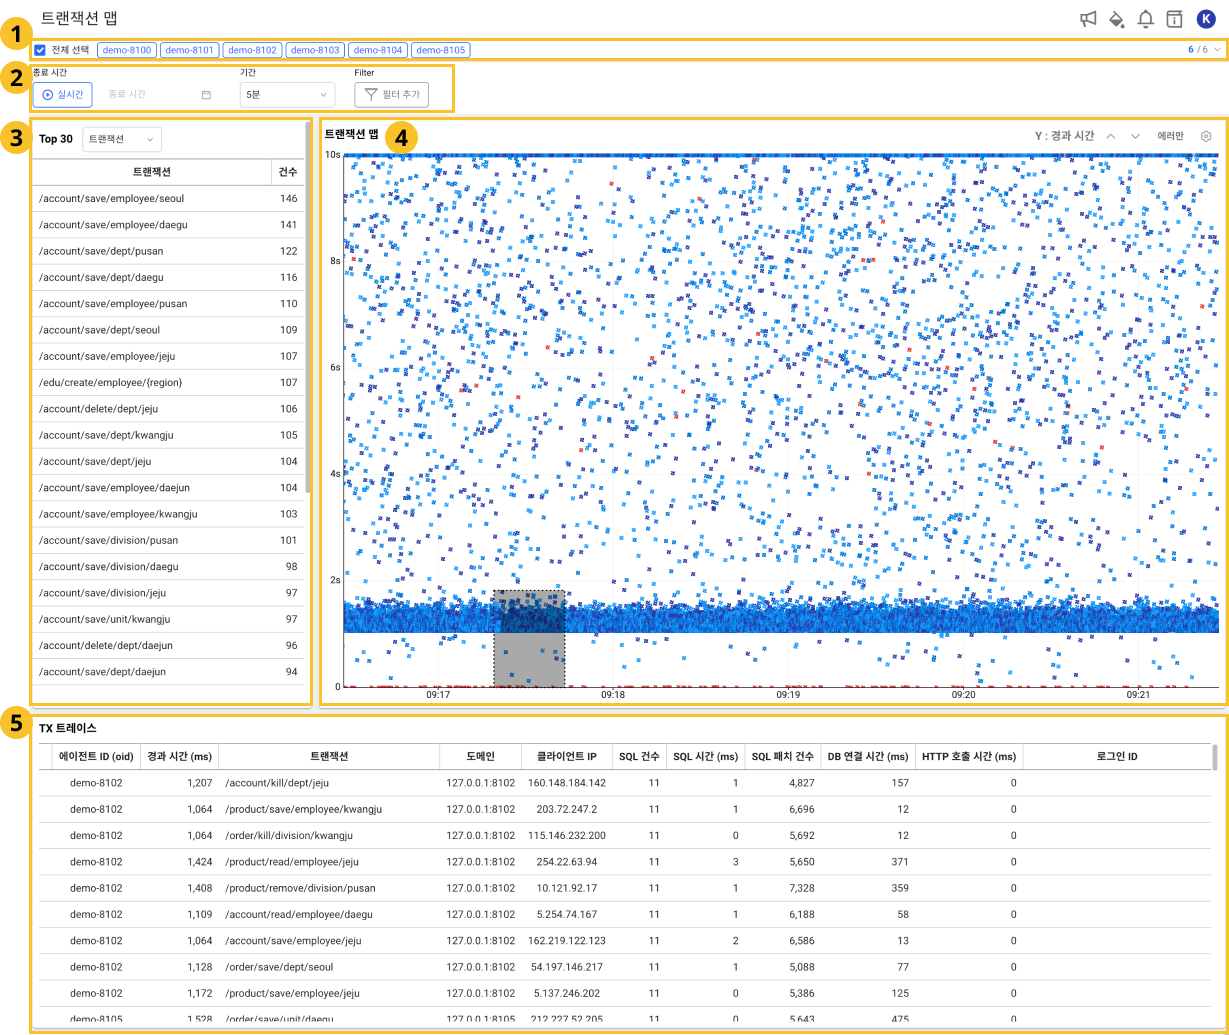 트랜잭션 맵
K
1
전체 선택 demo-8100 demo-8101 demo-8102 demo-8103 demo-8104 demo-8105 6 / 6
2
종료 시간 기간 Filter
실시간 종료 시간 5분 필터 추가
3
Top 30 트랜잭션
트랜잭션 건수
/account/save/employee/seoul 146
/account/save/employee/daegu 141
/account/save/dept/pusan 122
/account/save/dept/daegu 116
/account/save/employee/pusan 110
/account/save/dept/seoul 109
/account/save/employee/jeju 107
/edu/create/employee/{region} 107
/account/delete/dept/jeju 106
/account/save/dept/kwangju 105
/account/save/dept/jeju 104
/account/save/employee/daejun 104
/account/save/employee/kwangju 103
/account/save/division/pusan 101
/account/save/division/daegu 98
/account/save/division/jeju 97
/account/save/unit/kwangju 97
/account/delete/dept/daejun 96
/account/save/dept/daejun 94
트랜잭션 맵 4 Y : 경과 시간 에러만
10s
8s
6s
4s
2s
0
09:17 09:18 09:19 09:20 09:21
5
TX 트레이스
에이전트 ID (oid) 경과 시간 (ms) 트랜잭션 도메인 클라이언트 IP SQL 건수 SQL 시간 (ms) SQL 패치 건수 DB 연결 시간 (ms) HTTP 호출 시간 (ms) 로그인 ID
demo-8102 1,207 /account/kill/dept/jeju 127.0.0.1:8102 160.148.184.142 11 1 4,827 157 0
demo-8102 1,064 /product/save/employee/kwangju 127.0.0.1:8102 203.72.247.2 11 1 6,696 12 0
demo-8102 1,064 /order/kill/division/kwangju 127.0.0.1:8102 115.146.232.200 11 0 5,692 12 0
demo-8102 1,424 /product/read/employee/jeju 127.0.0.1:8102 254.22.63.94 11 3 5,650 371 0
demo-8102 1,408 /product/remove/division/pusan 127.0.0.1:8102 10.121.92.17 11 1 7,328 359 0
demo-8102 1,109 /account/read/employee/daegu 127.0.0.1:8102 5.254.74.167 11 1 6,188 58 0
demo-8102 1,064 /account/save/employee/jeju 127.0.0.1:8102 162.219.122.123 11 2 6,586 13 0
demo-8102 1,128 /order/save/dept/seoul 127.0.0.1:8102 54.197.146.217 11 1 5,088 77 0
demo-8102 1,172 /product/save/employee/jeju 127.0.0.1:8102 5.137.246.202 11 0 5,386 125 0
demo-8105 1,528 /order/save/unit/daegu 127.0.0.1:8105 212.227.52.205 11 0 5,643 475 0